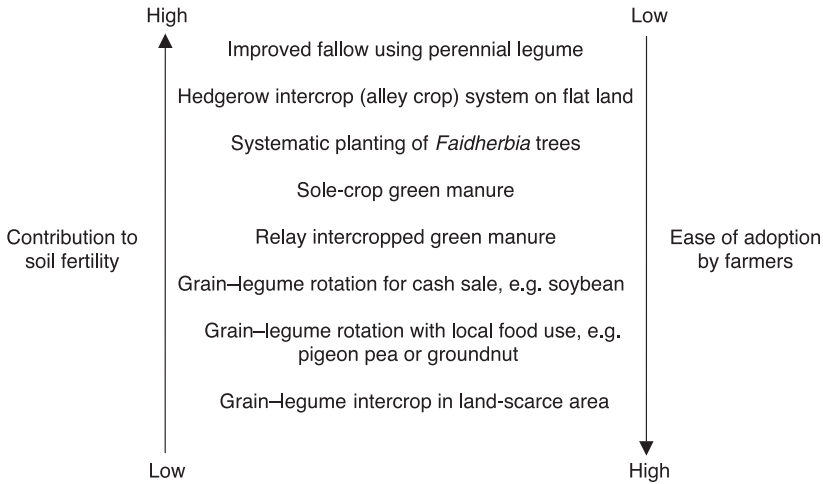 High
Low
Improved fallow using perennial legume
Hedgerow intercrop (alley crop) system on flat land
Systematic planting of Faidherbia trees
Sole-crop green manure
Contribution to
soil fertility
Relay intercropped green manure
Ease of adoption
by farmers
Grain–legume rotation for cash sale, e.g. soybean
Grain–legume rotation with local food use, e.g.
pigeon pea or groundnut
Grain–legume intercrop in land-scarce area
Low
High